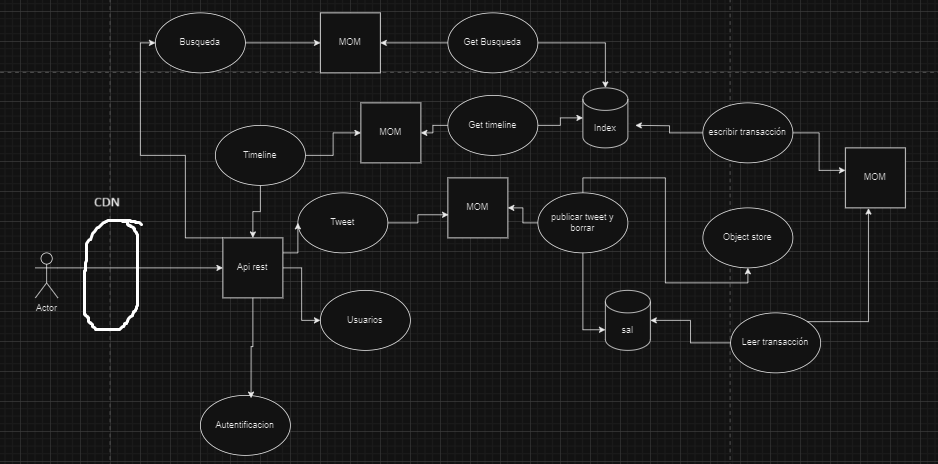 Busqueda
MOM
Get Busqueda
MOM
Get timeline
Index
escribir transacción
Timeline
MOM
CDN
Tweet
MOM
publicar tweet y
borrar
Object store
Api rest
Actor
Usuarios
sal
Leer transacción
Autentificacion